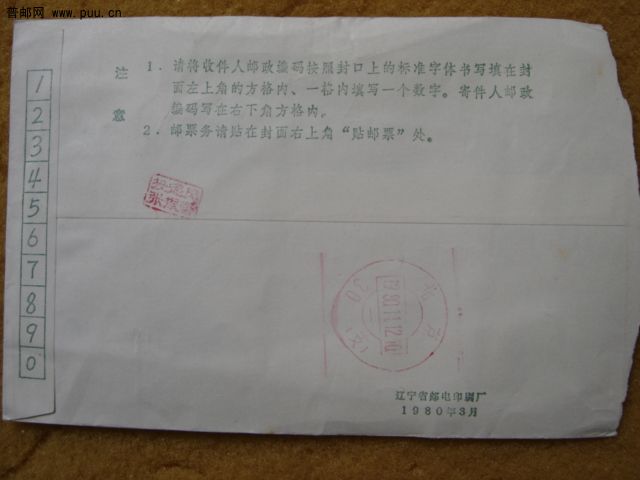 普邮网 www.puu.cn
注意
1．请将收件人邮政编码按照封口上的标准字体书写填在封
面左上角的方格内、一格内填写一个数字。寄件人邮政
编码写在右下角方格内。
2．邮票务请贴在封面右上角“贴邮票”处。
1
2
3
4
5
6
7
8
9
0
投递员
辽宁省邮电印刷厂
1980年3月